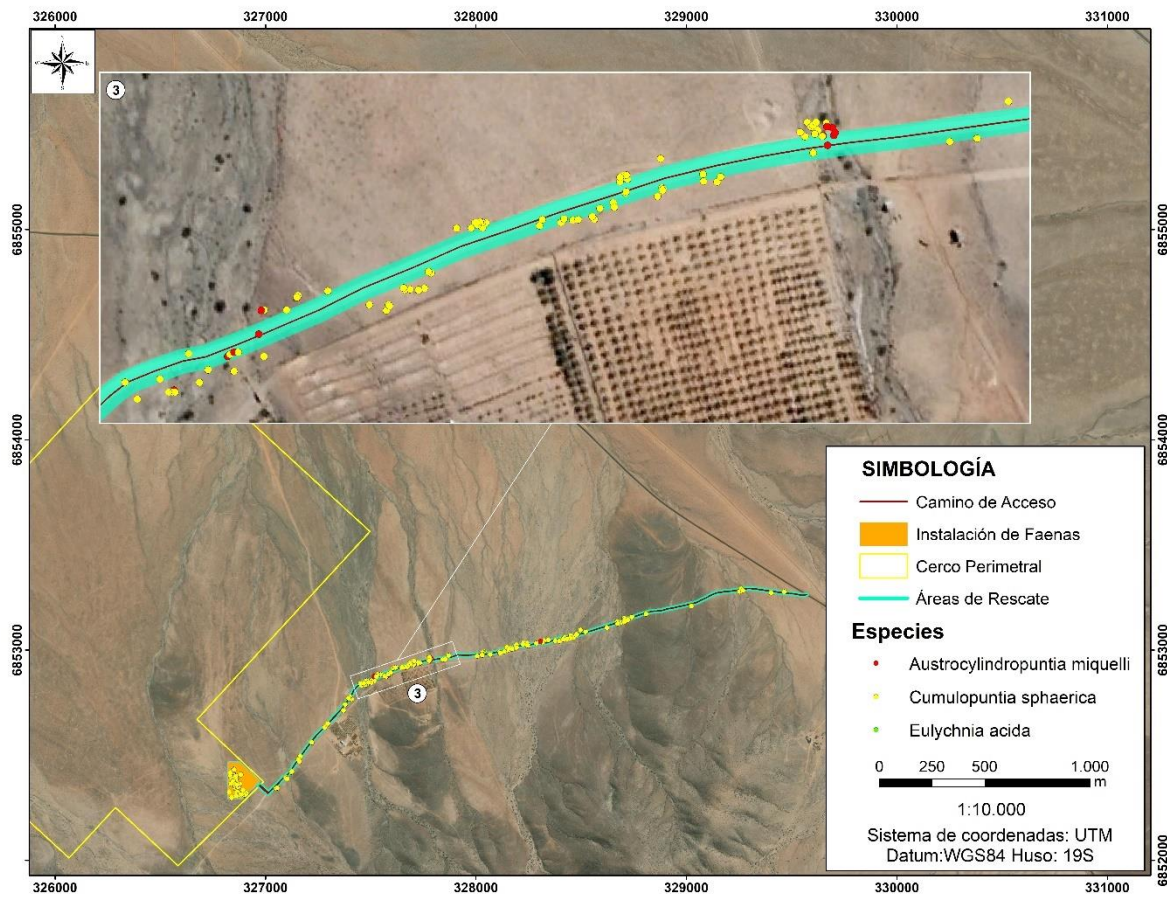 326000 327000 328000 329000 330000 331000
3
6855000 6855000
6854000 6854000
SIMBOLOGÍA
Camino de Acceso
Instalación de Faenas
Cerco Perimetral
Áreas de Rescate
Especies
Austrocylindropuntia miquelli
Cumulopuntia sphaerica
Eulychnia acida
0 250 500 1.000
m
1:10.000
Sistema de coordenadas: UTM
Datum:WGS84 Huso: 19S
6853000 6853000
3
6852000 6852000
326000 327000 328000 329000 330000 331000